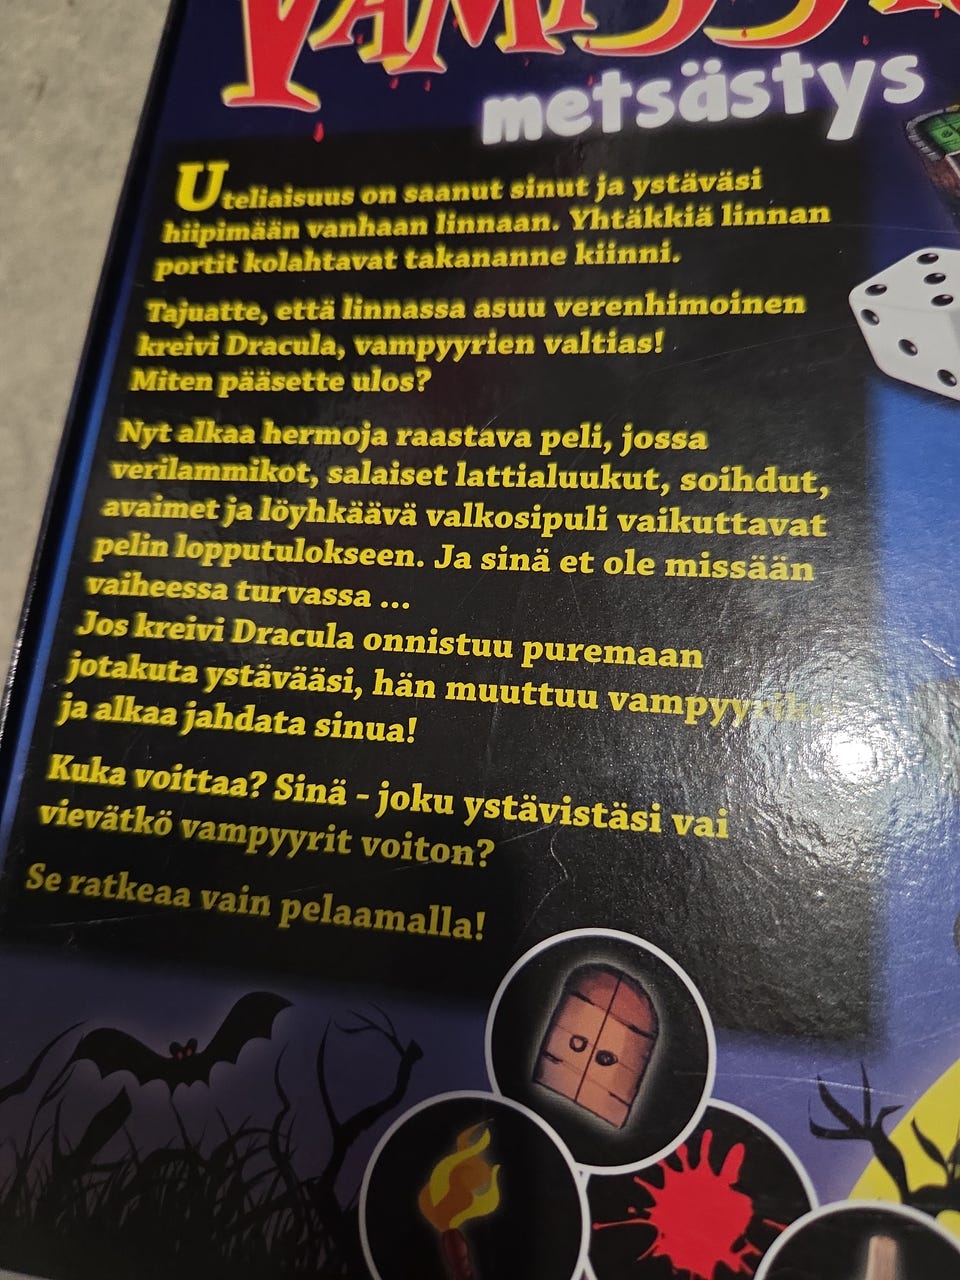 metsästys
Uteliaisuus on saanut sinut ja ystäväsi
hiipimään vanhaan linnaan. Yhtäkkiä linnan
portit kolahtavat takananne kiinni.
Tajuatte, että linnassa asuu verenhimoinen
kreivi Dracula, vampyyrien valtias!
Miten pääsette ulos?
Nyt alkaa hermoja raastava peli, jossa
verilammikot, salaiset lattialuukut, soihdut,
avaimet ja löyhkäävä valkosipuli vaikuttavat
pelin lopputulokseen. Ja sinä et ole missään
vaiheessa turvassa ...
Jos kreivi Dracula onnistuu puremaan
jotakuta ystävääsi, hän muuttuu vampyyriksi
ja alkaa jahdata sinua!
Kuka voittaa? Sinä - joku ystävistäsi vai
vievätkö vampyyrit voiton?
Se ratkeaa vain pelaamalla!